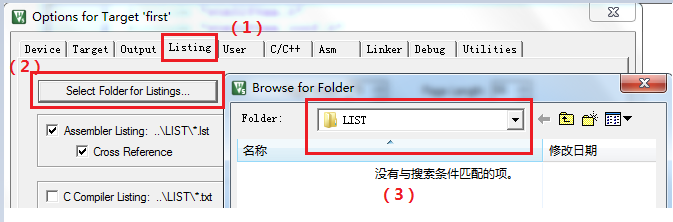 Options for Target 'first'
(1)
Device Target Output Listing User C/C++ Asm Linker Debug Utilities
(2)
Select Folder for Listings...
Browse for Folder
Folder: LIST
Assembler Listing: ..\LIST\*.lst
Cross Reference
名称 修改日期
没有与搜索条件匹配的项。
(3)
C Compiler Listing: ..\LIST\*.txt